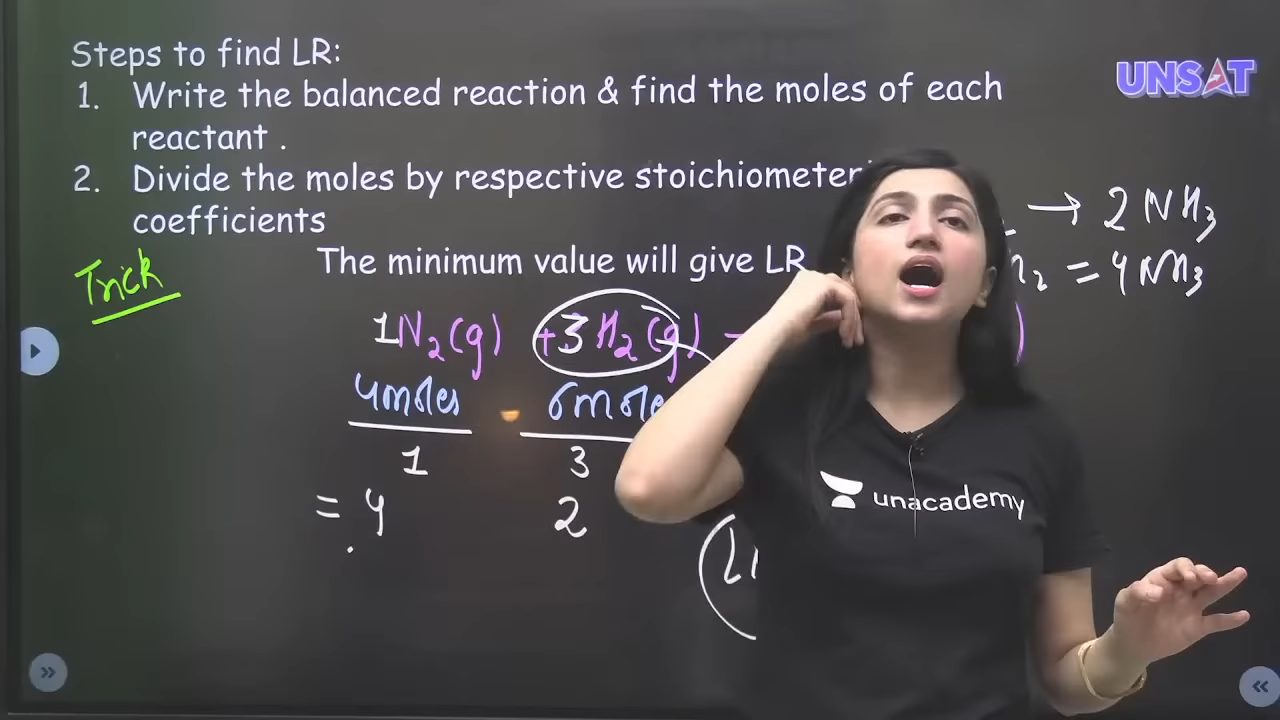 Steps to find LR:
UNSAT
1. Write the balanced reaction & find the moles of each
reactant .
2. Divide the moles by respective
coefficients
→ 2 NH3
= 4 NH3
Trick
The minimum value will give LR
1N2(g) + 3 H2(g)
4moles
1
3
= 4
2
unacademy